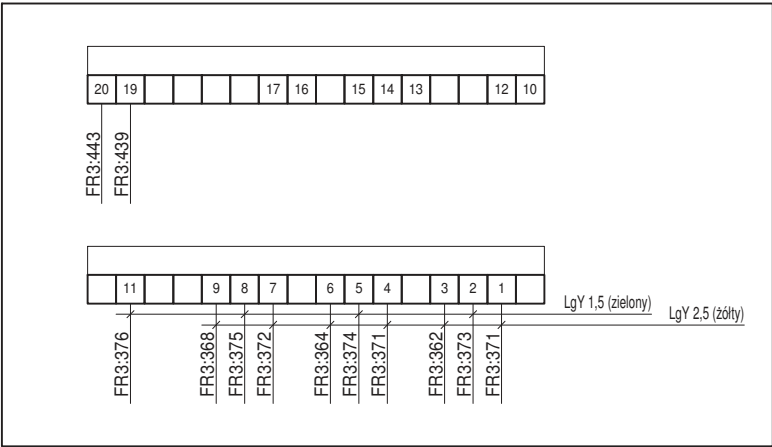 20 19 17 16 15 14 13 12 10
FR3:443
FR3:439
11 9 8 7 6 5 4 3 2 1
LgY 1,5 (zielony)
LgY 2,5 (żółty)
FR3:376
FR3:368
FR3:375
FR3:372
FR3:364
FR3:374
FR3:371
FR3:362
FR3:373
FR3:371